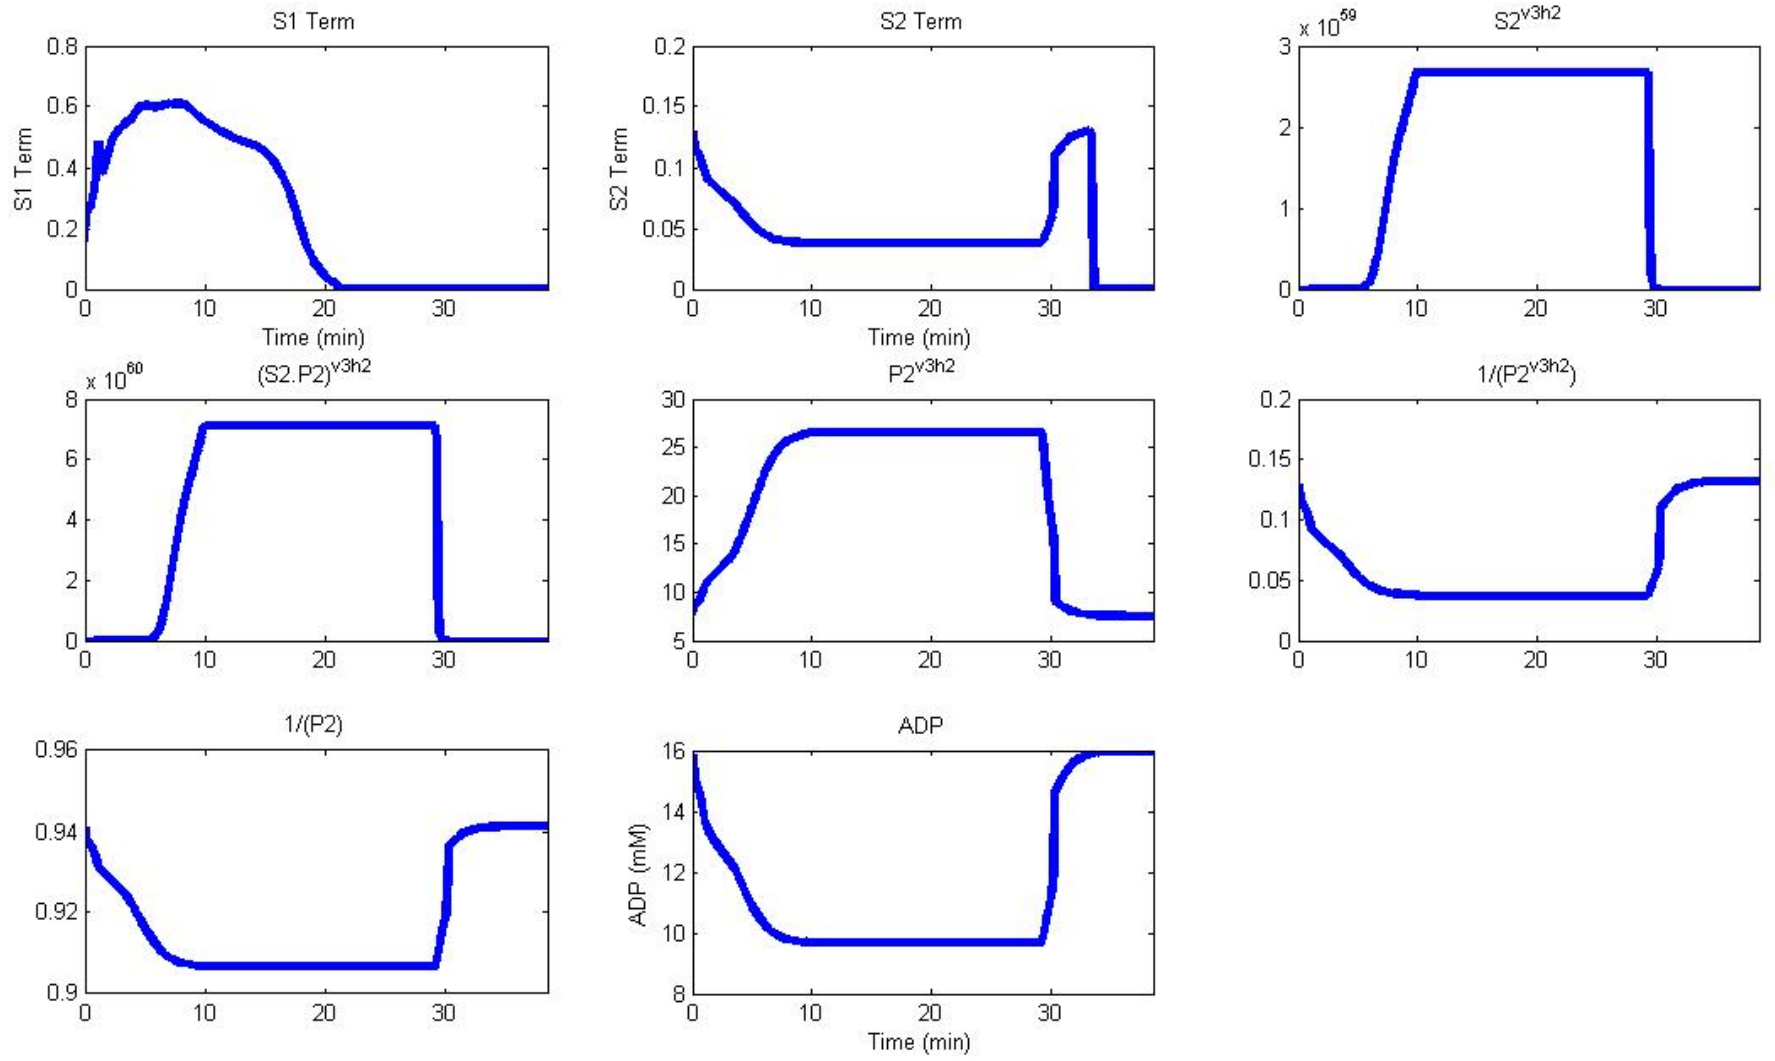 S1 Term
0.8
0.6
0.4
0.2
0
S1 Term
0 10 20 30
Time (min)
S2 Term
0.2
0.15
0.1
0.05
0
S2 Term
0 10 20 30
Time (min)
x 10^59
S2^v3h2
3
2
1
0
0 10 20 30
x 10^60
(S2.P2)^v3h2
8
6
4
2
0
0 10 20 30
P2^v3h2
30
25
20
15
10
5
0 10 20 30
1/(P2^v3h2)
0.2
0.15
0.1
0.05
0
0 10 20 30
1/(P2)
0.96
0.94
0.92
0.9
0 10 20 30
ADP
16
14
12
10
8
ADP (mM)
0 10 20 30
Time (min)